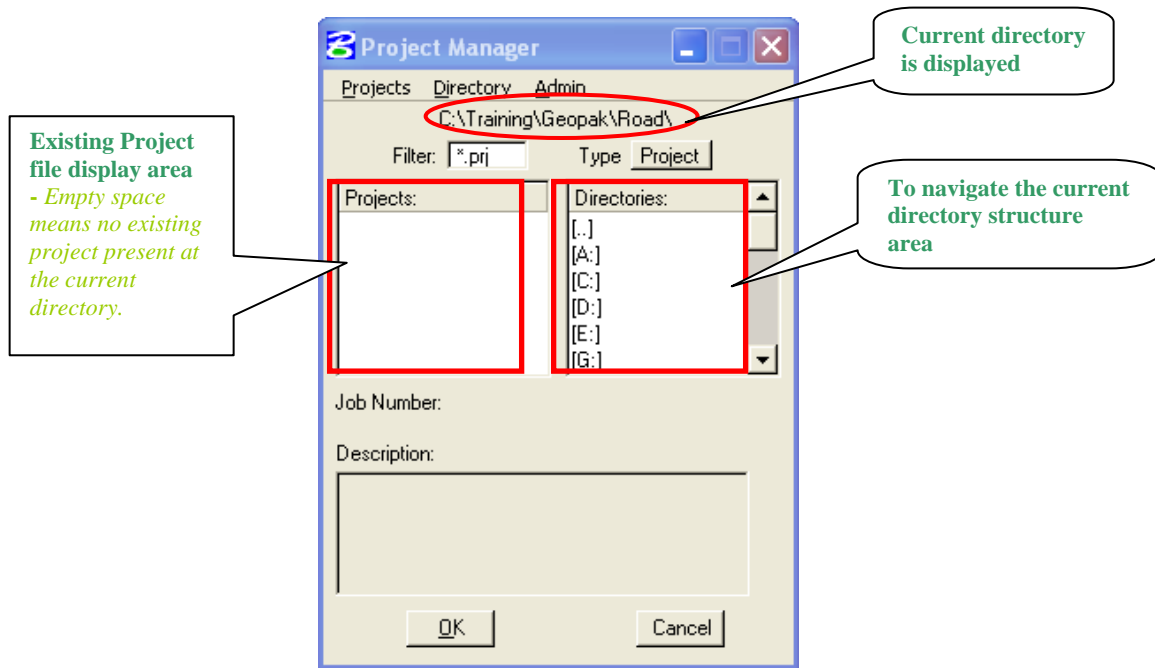 Project Manager
Projects Directory Admin
C:\Training\Geopak\Road\
Filter: *.prj Type Project
Projects:
Directories:
[..]
[A:]
[C:]
[D:]
[E:]
[G:]
Job Number:
Description:
OK Cancel
Existing Project
file display area
- Empty space
means no existing
project present at
the current
directory.
Current directory
is displayed
To navigate the current
directory structure
area